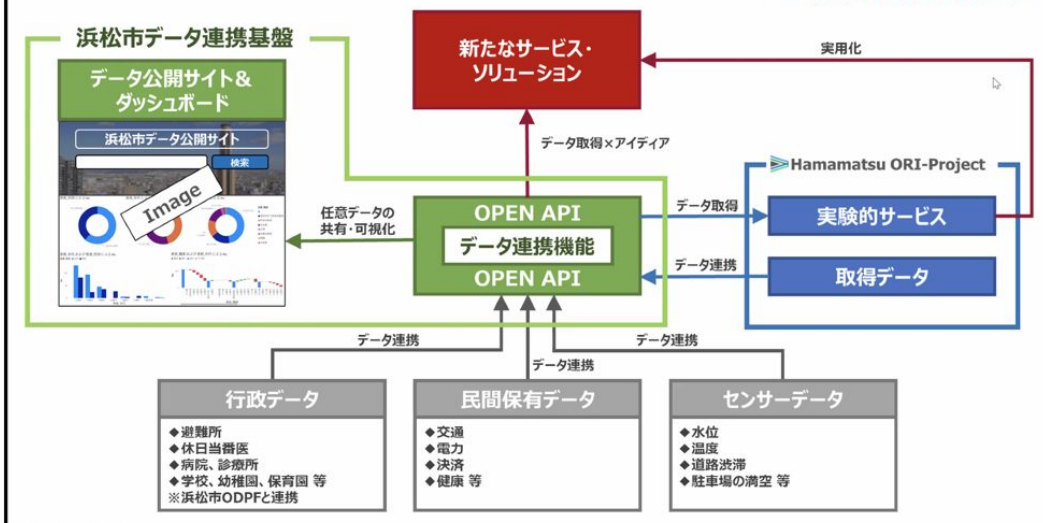 浜松市データ連携基盤
データ公開サイト&
ダッシュボード
浜松市データ公開サイト
検索
Image
新たなサービス・
ソリューション
実用化
データ取得×アイディア
Hamamatsu ORI-Project
任意データの
共有・可視化
OPEN API
データ連携機能
OPEN API
データ取得
実験的サービス
データ連携
取得データ
データ連携
データ連携
データ連携
行政データ
◆避難所
◆休日当番医
◆病院、診療所
◆学校、幼稚園、保育園 等
※浜松市ODPFと連携
民間保有データ
◆交通
◆電力
◆決済
◆健康 等
センサーデータ
◆水位
◆温度
◆道路渋滞
◆駐車場の満空 等